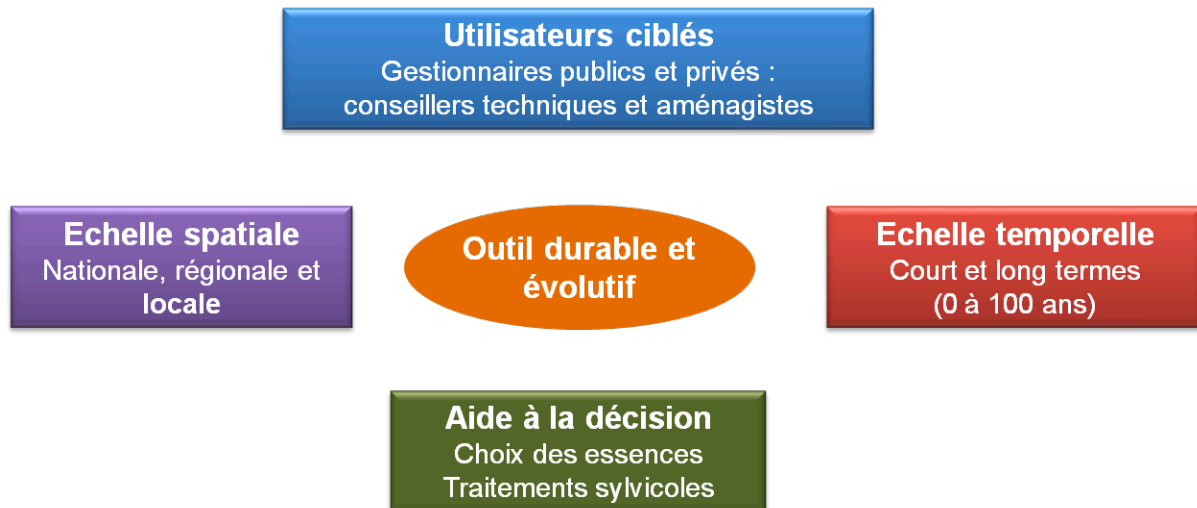 Utilisateurs ciblés
Gestionnaires publics et privés :
conseillers techniques et aménagistes
Echelle spatiale
Nationale, régionale et
locale
Outil durable et
évolutif
Echelle temporelle
Court et long termes
(0 à 100 ans)
Aide à la décision
Choix des essences
Traitements sylvicoles